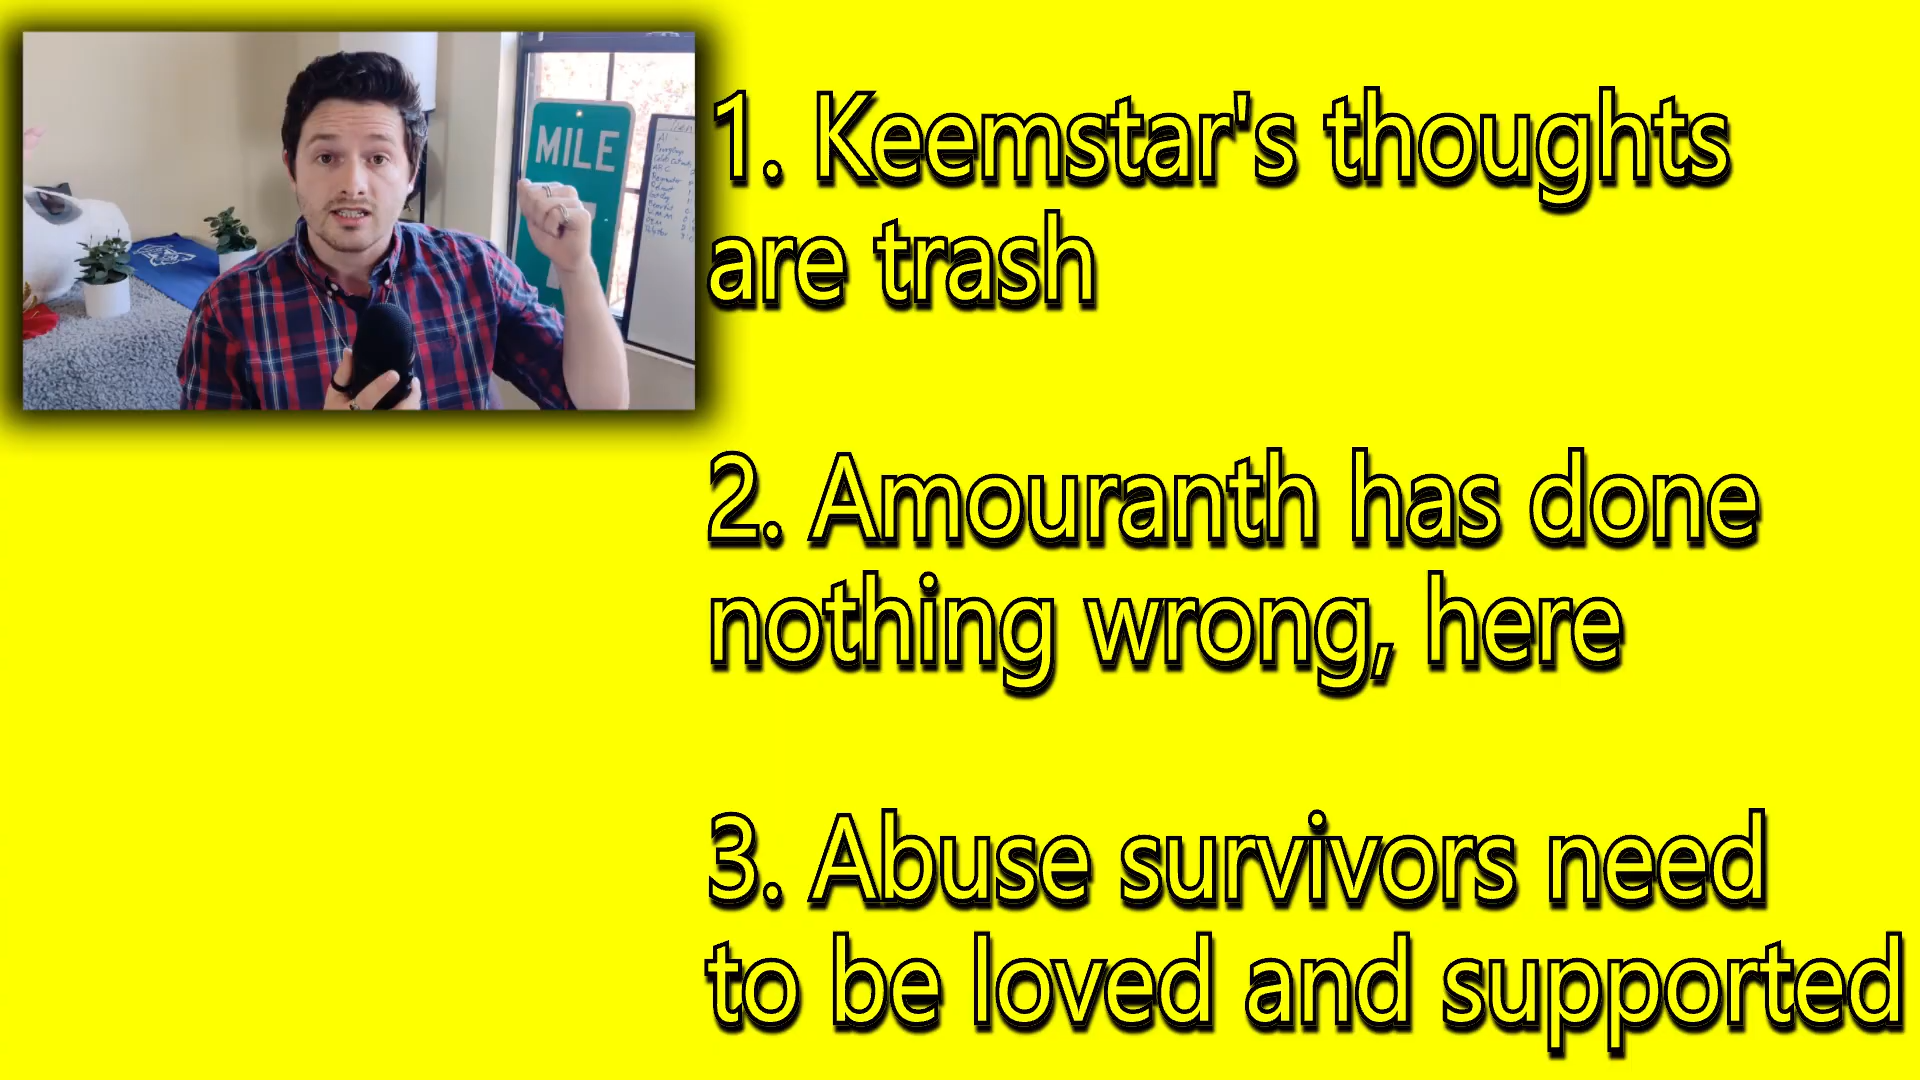 MILE
1. Keemstar's thoughts
are trash
2. Amouranth has done
nothing wrong, here
3. Abuse survivors need
to be loved and supported